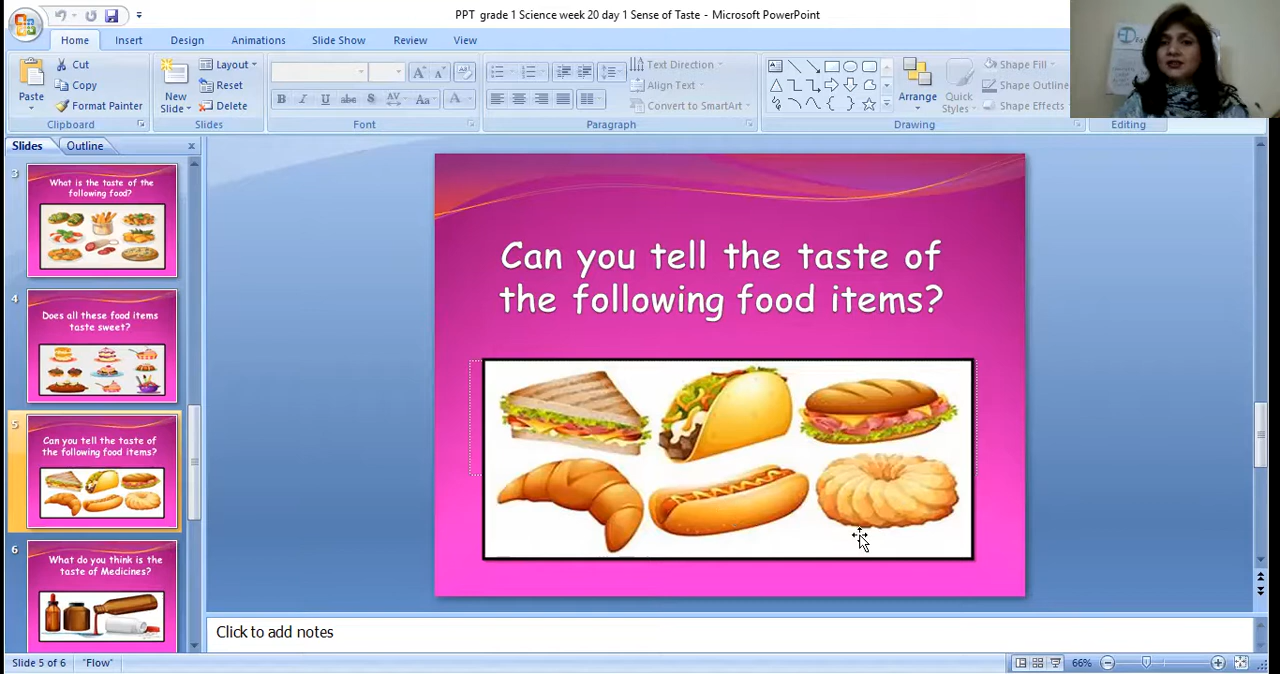 PPT grade 1 Science week 20 day 1 Sense of Taste - Microsoft PowerPoint
Home Insert Design Animations Slide Show Review View
Paste
Cut
Copy
Format Painter
Clipboard
New Slide
Layout
Reset
Delete
Slides
B I U abc S AV Aa A
Font
Text Direction
Align Text
Convert to SmartArt
Paragraph
Arrange
Quick Styles
Shape Fill
Shape Outline
Shape Effects
Drawing
Editing
Slides Outline
3
What is the taste of the
following food?
4
Does all these food items
taste sweet?
5
Can you tell the taste of
the following food items?
6
What do you think is the
taste of Medicines?
Can you tell the taste of
the following food items?
Click to add notes
Slide 5 of 6 "Flow" 66%